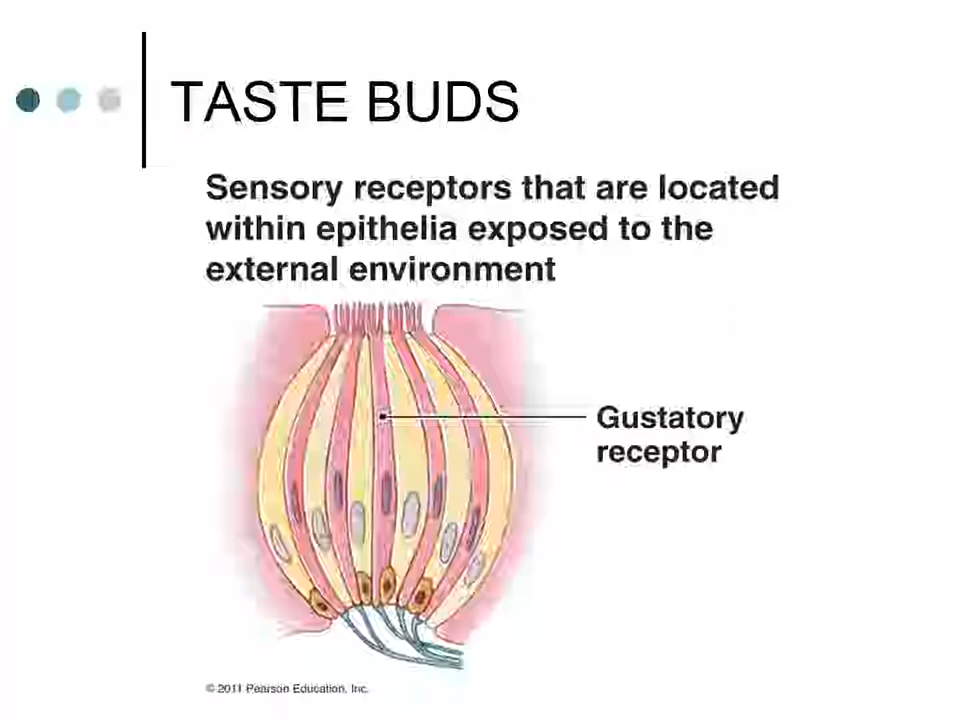 TASTE BUDS
Sensory receptors that are located
within epithelia exposed to the
external environment
Gustatory
receptor
© 2011 Pearson Education, Inc.